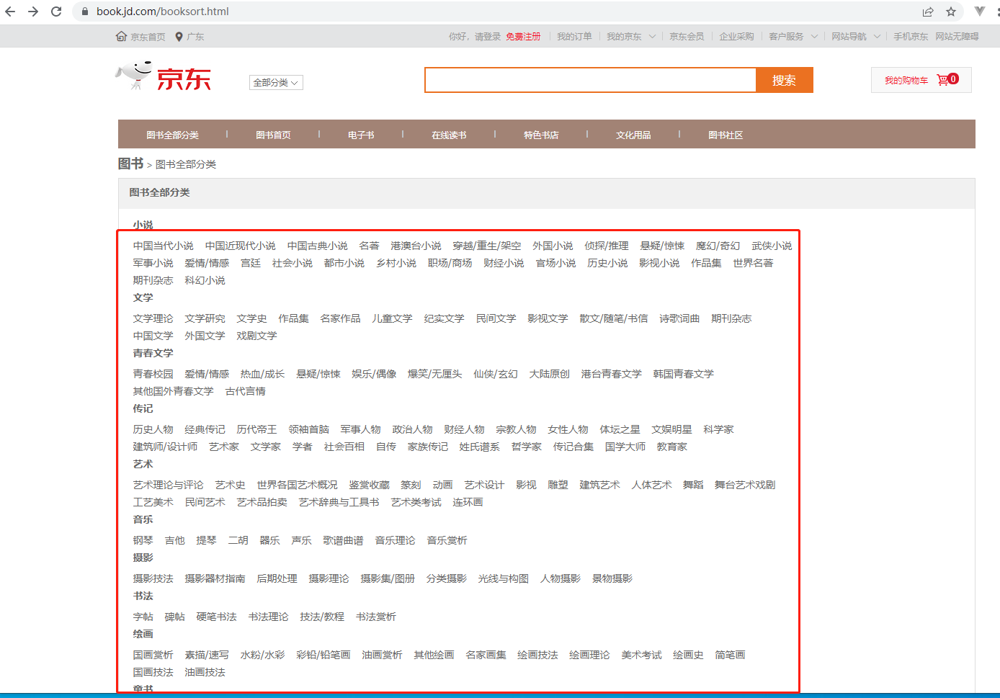 book.jd.com/booksort.html
京东首页 广东 你好，请登录 免费注册 我的订单 我的京东 京东会员 企业采购 客户服务 网站导航 手机京东 网站无障碍
京东 全部分类 搜索 我的购物车 0
图书全部分类 图书首页 电子书 在线读书 特色书店 文化用品 图书社区
图书 > 图书全部分类
图书全部分类
小说
中国当代小说 中国近现代小说 中国古典小说 名著 港澳台小说 穿越/重生/架空 外国小说 侦探/推理 悬疑/惊悚 魔幻/奇幻 武侠小说
军事小说 爱情/情感 宫廷 社会小说 都市小说 乡村小说 职场/商场 财经小说 官场小说 历史小说 影视小说 作品集 世界名著
期刊杂志 科幻小说
文学
文学理论 文学研究 文学史 作品集 名家作品 儿童文学 纪实文学 民间文学 影视文学 散文/随笔/书信 诗歌词曲 期刊杂志
中国文学 外国文学 戏剧文学
青春文学
青春校园 爱情/情感 热血/成长 悬疑/惊悚 娱乐/偶像 爆笑/无厘头 仙侠/玄幻 大陆原创 港台青春文学 韩国青春文学
其他国外青春文学 古代言情
传记
历史人物 经典传记 历代帝王 领袖首脑 军事人物 政治人物 财经人物 宗教人物 女性人物 体坛之星 文娱明星 科学家
建筑师/设计师 艺术家 文学家 学者 社会百相 自传 家族传记 姓氏谱系 哲学家 传记合集 国学大师 教育家
艺术
艺术理论与评论 艺术史 世界各国艺术概况 鉴赏收藏 篆刻 动画 艺术设计 影视 雕塑 建筑艺术 人体艺术 舞蹈 舞台艺术戏剧
工艺美术 民间艺术 艺术品拍卖 艺术辞典与工具书 艺术类考试 连环画
音乐
钢琴 吉他 提琴 二胡 器乐 声乐 歌谱曲谱 音乐理论 音乐赏析
摄影
摄影技法 摄影器材指南 后期处理 摄影理论 摄影集/图册 分类摄影 光线与构图 人物摄影 景物摄影
书法
字帖 碑帖 硬笔书法 书法理论 技法/教程 书法赏析
绘画
国画赏析 素描/速写 水粉/水彩 彩铅/铅笔画 油画赏析 其他绘画 名家画集 绘画技法 绘画理论 美术考试 绘画史 简笔画
国画技法 油画技法
童书